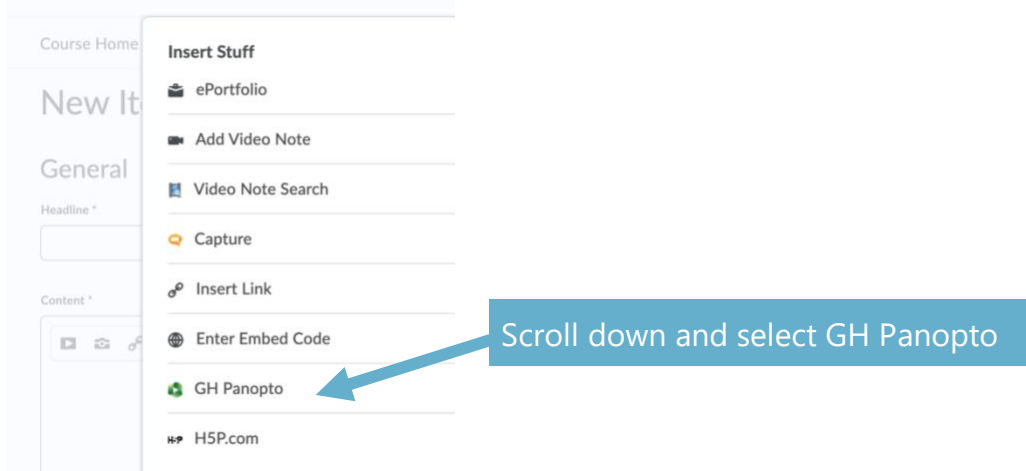 Course Home
Insert Stuff
ePortfolio
New It
Add Video Note
General
Video Note Search
Headline *
Capture
Insert Link
Content *
Enter Embed Code
Scroll down and select GH Panopto
GH Panopto
H-P H5P.com